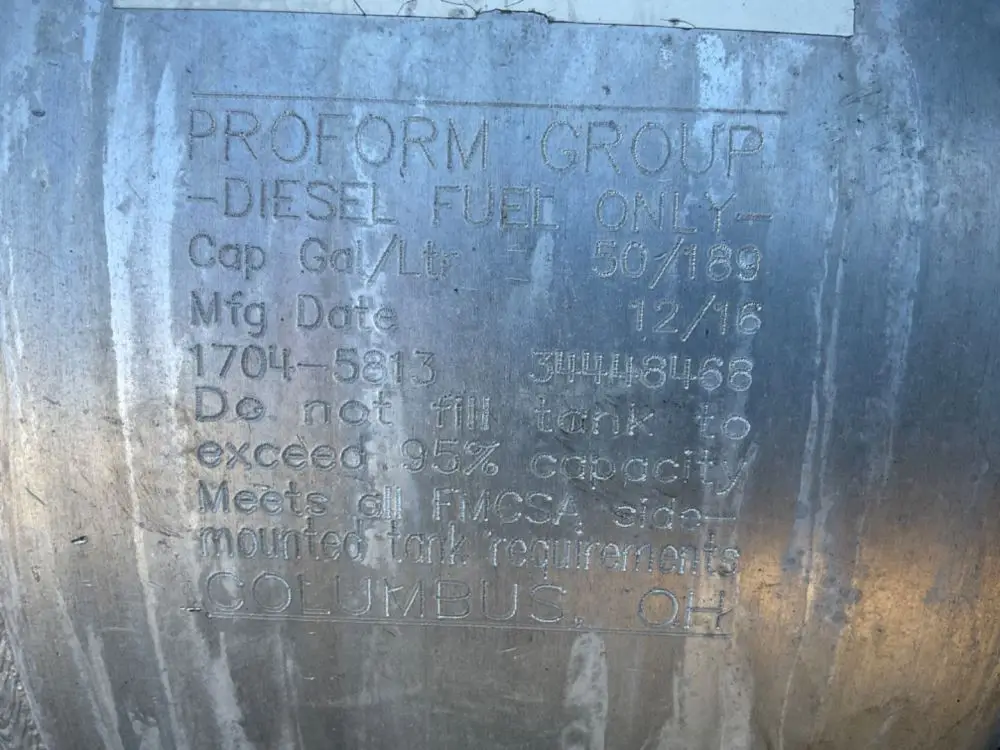 PROFORM GROUP
-DIESEL FUEL ONLY-
Cap Gal/Ltr - 50/189
Mfg Date 12/16
1704-5813 34448468
Do not fill tank to
exceed 95% capacity
Meets all FMCSA side-
mounted tank requirements
COLUMBUS, OH